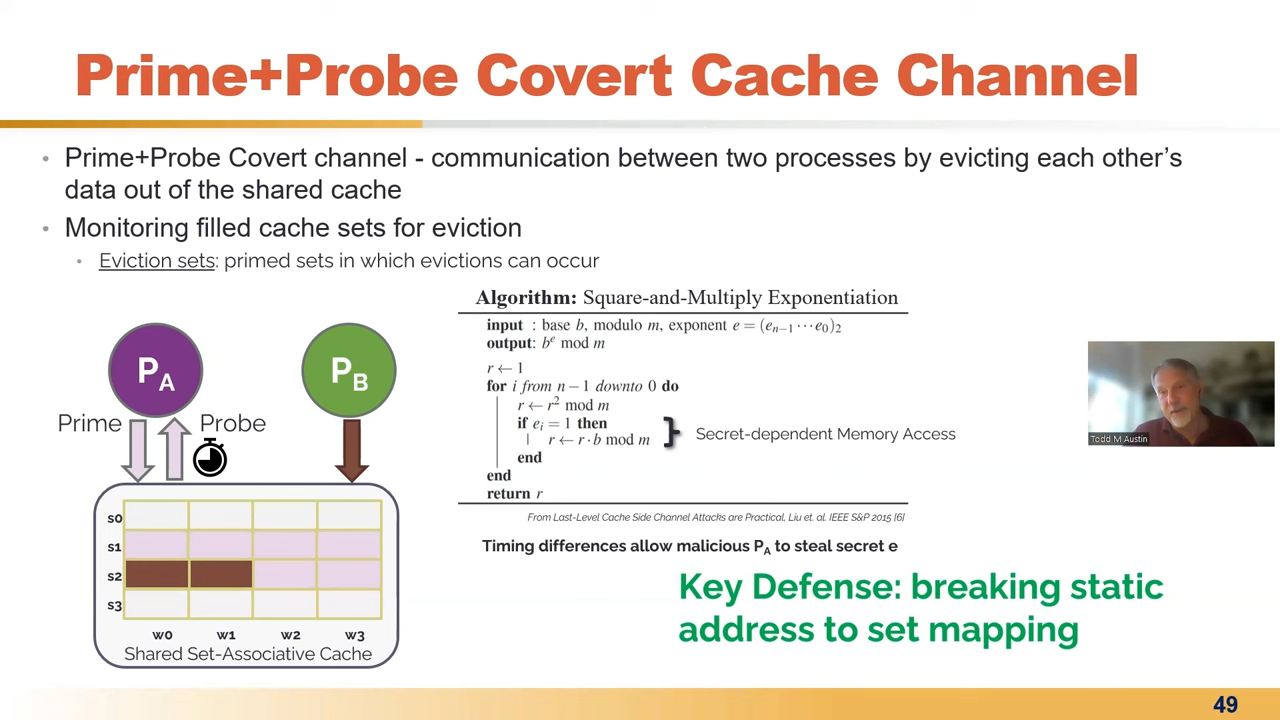 Prime+Probe Covert Cache Channel
• Prime+Probe Covert channel - communication between two processes by evicting each other's
data out of the shared cache
• Monitoring filled cache sets for eviction
• Eviction sets: primed sets in which evictions can occur
P_A
P_B
Prime
Probe
s0
s1
s2
s3
w0 w1 w2 w3
Shared Set-Associative Cache
Algorithm: Square-and-Multiply Exponentiation
input : base b, modulo m, exponent e = (e_{n−1} ··· e_0)_2
output: b^e mod m
r ← 1
for i from n − 1 downto 0 do
r ← r^2 mod m
if e_i = 1 then
r ← r · b mod m
end
end
return r
Secret-dependent Memory Access
From Last-Level Cache Side Channel Attacks are Practical, Liu et. al. IEEE S&P 2015 [6]
Timing differences allow malicious P_A to steal secret e
Key Defense: breaking static
address to set mapping
Todd M Austin
49